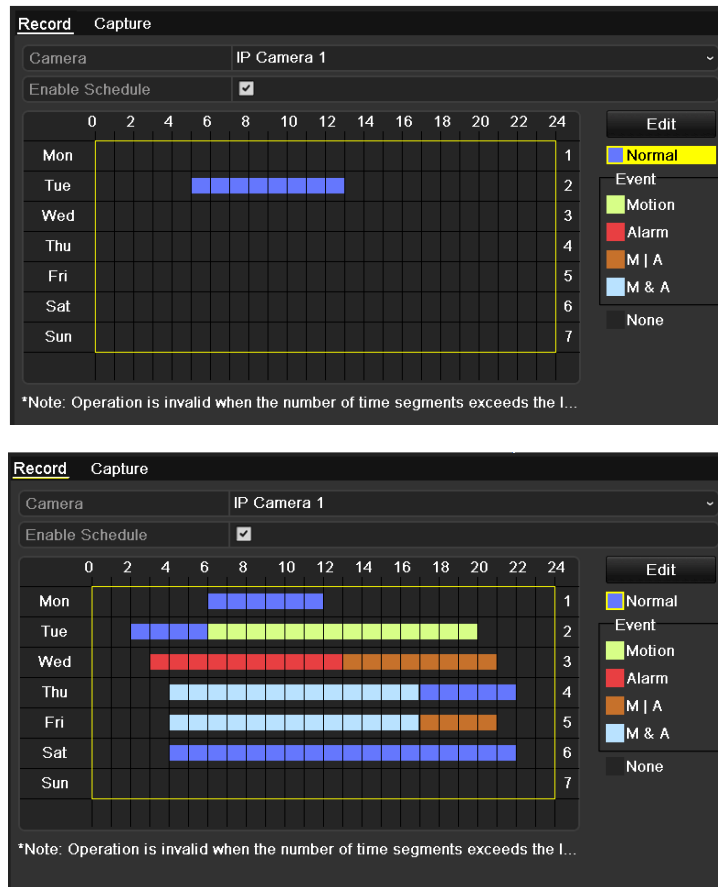 Record Capture
Camera IP Camera 1
Enable Schedule
0 2 4 6 8 10 12 14 16 18 20 22 24 Edit
Mon 1 Normal
Event
Tue 2 Motion
Wed 3 Alarm
Thu 4 M | A
Fri 5 M & A
Sat 6 None
Sun 7
*Note: Operation is invalid when the number of time segments exceeds the l...
Record Capture
Camera IP Camera 1
Enable Schedule
0 2 4 6 8 10 12 14 16 18 20 22 24 Edit
Mon 1 Normal
Event
Tue 2 Motion
Wed 3 Alarm
Thu 4 M | A
Fri 5 M & A
Sat 6 None
Sun 7
*Note: Operation is invalid when the number of time segments exceeds the l...